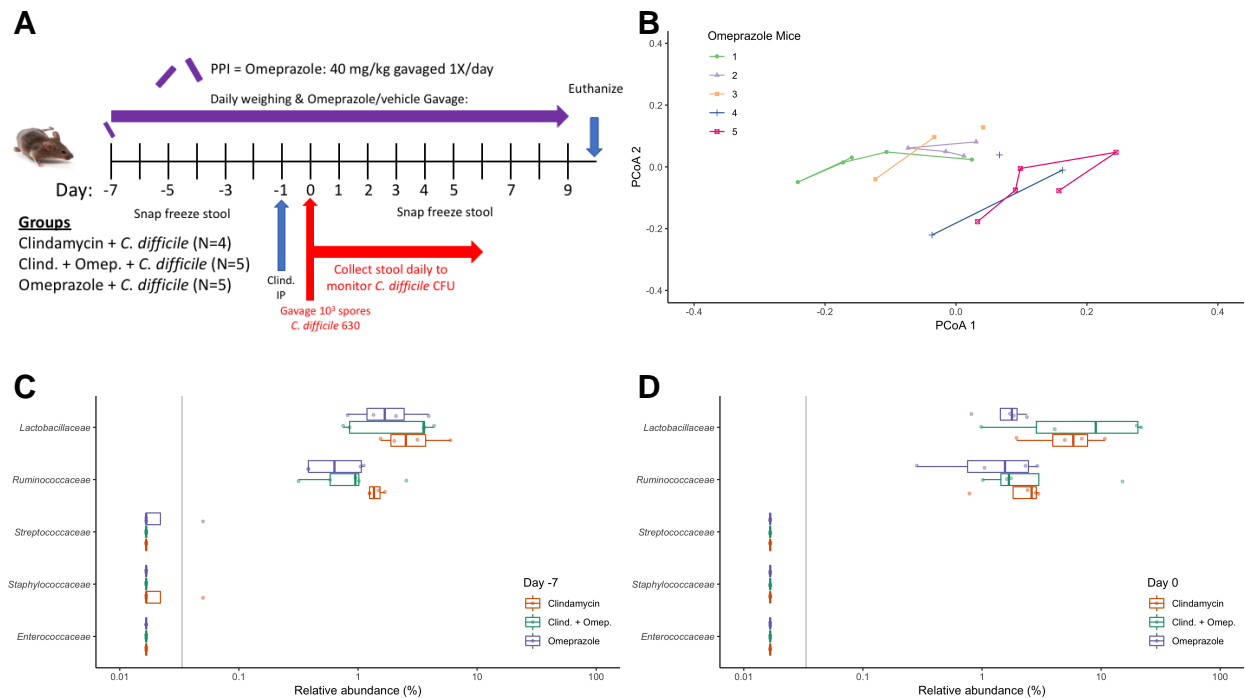 A
PPI = Omeprazole: 40 mg/kg gavaged 1X/day
Daily weighing & Omeprazole/vehicle Gavage:
Euthanize
Day:
-7 -5 -3 -1 0 1 2 3 4 5 7 9
Snap freeze stool
Snap freeze stool
Groups
Clindamycin + C. difficile (N=4)
Clind. + Omep. + C. difficile (N=5)
Omeprazole + C. difficile (N=5)
Clind.
IP
Collect stool daily to
monitor C. difficile CFU
Gavage 10³ spores
C. difficile 630
B
Omeprazole Mice
1
2
3
4
5
PCoA 2
0.4
0.2
0.0
-0.2
-0.4
-0.4 -0.2 0.0 0.2 0.4
PCoA 1
C
Lactobacillaceae
Ruminococcaceae
Streptococcaceae
Staphylococcaceae
Enterococcaceae
Day -7
Clindamycin
Clind. + Omep.
Omeprazole
0.01 0.1 1 10 100
Relative abundance (%)
D
Lactobacillaceae
Ruminococcaceae
Streptococcaceae
Staphylococcaceae
Enterococcaceae
Day 0
Clindamycin
Clind. + Omep.
Omeprazole
0.01 0.1 1 10 100
Relative abundance (%)